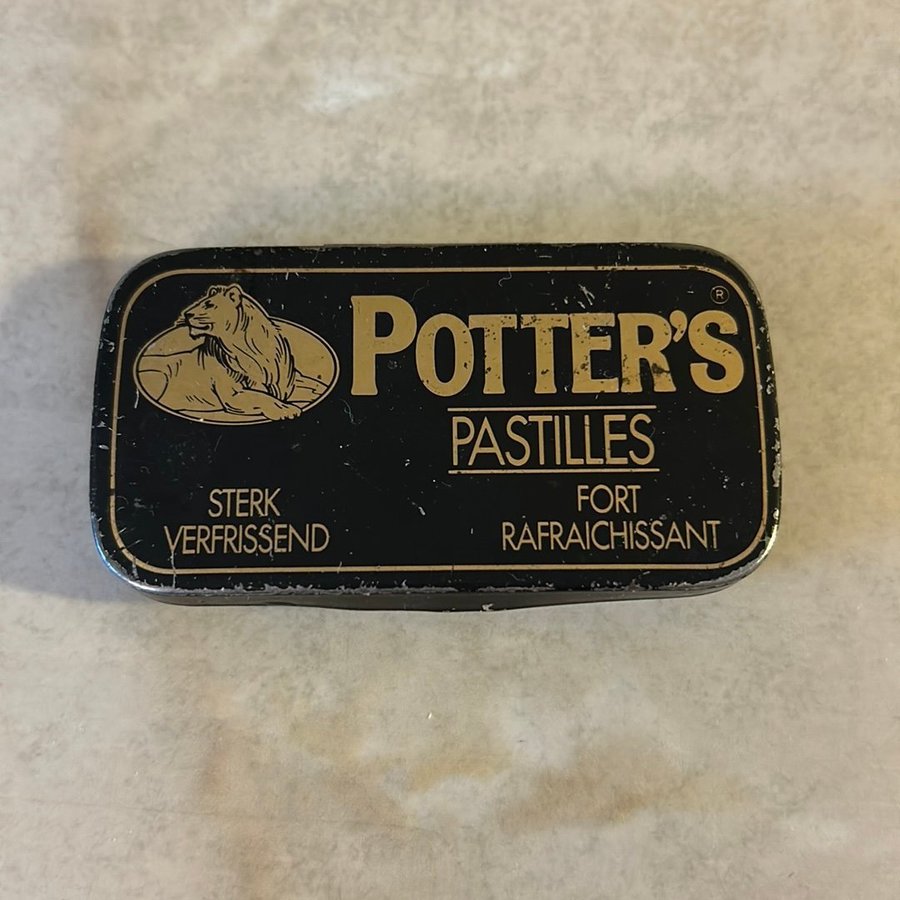 POTTER'S ®
PASTILLES
STERK
VERFRISSEND
FORT
RAFRAICHISSANT